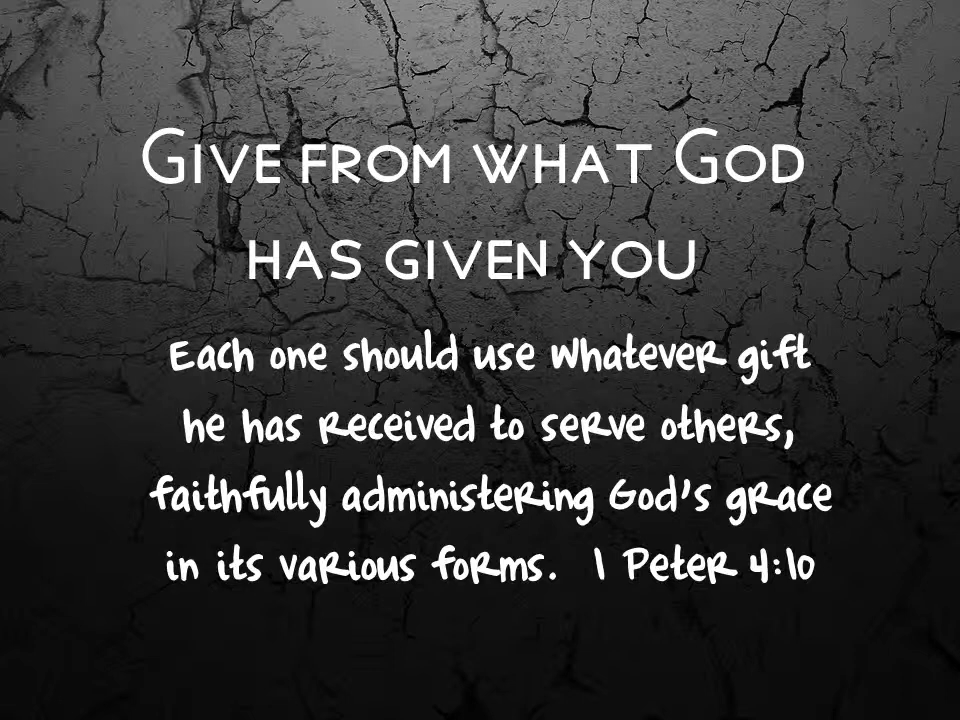 Give from what God
has given you
Each one should use whatever gift
he has received to serve others,
faithfully administering God's grace
in its various forms.  1 Peter 4:10